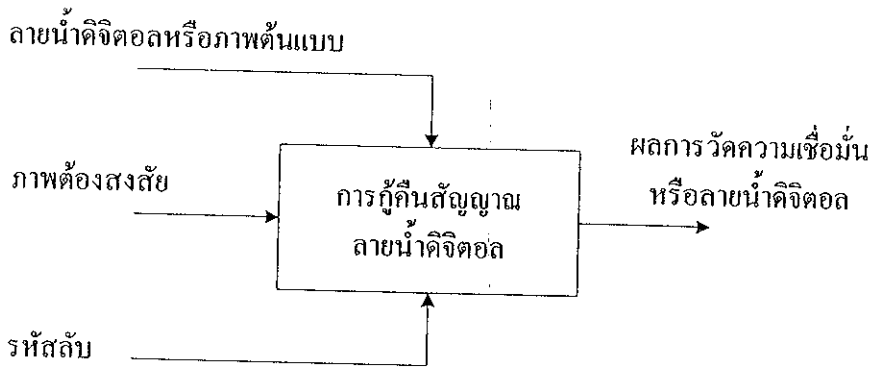 ลายน้ำดิจิตอลหรือภาพต้นแบบ
ภาพต้องสงสัย
การกู้คืนสัญญาณ
ลายน้ำดิจิตอล
ผลการวัดความเชื่อมั่น
หรือลายน้ำดิจิตอล
รหัสลับ